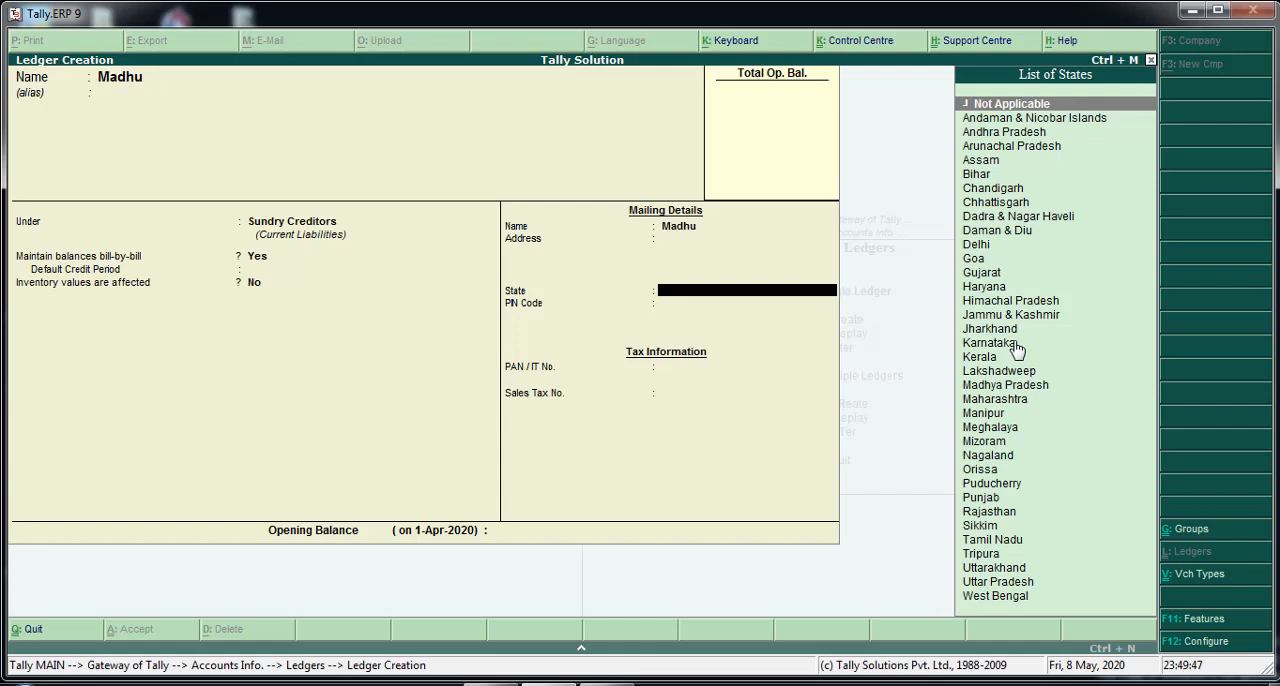 Tally.ERP 9
P: Print E: Export M: E-Mail O: Upload G: Language K: Keyboard K: Control Centre H: Support Centre H: Help F3: Company
Ledger Creation Tally Solution Ctrl + M
F3: New Cmp
Name : Madhu
(alias) :
Total Op. Bal.
Under : Sundry Creditors
(Current Liabilities)
Maintain balances bill-by-bill ? Yes
Default Credit Period :
Inventory values are affected ? No
Mailing Details
Name : Madhu
Address :
State :
PIN Code :
Tax Information
PAN / IT No. :
Sales Tax No. :
Opening Balance ( on 1-Apr-2020) :
Ledgers
List of States
Not Applicable
Andaman & Nicobar Islands
Andhra Pradesh
Arunachal Pradesh
Assam
Bihar
Chandigarh
Chhattisgarh
Dadra & Nagar Haveli
Daman & Diu
Delhi
Goa
Gujarat
Haryana
Himachal Pradesh
Jammu & Kashmir
Jharkhand
Karnataka
Kerala
Lakshadweep
Madhya Pradesh
Maharashtra
Manipur
Meghalaya
Mizoram
Nagaland
Orissa
Puducherry
Punjab
Rajasthan
Sikkim
Tamil Nadu
Tripura
Uttarakhand
Uttar Pradesh
West Bengal
G: Groups
L: Ledgers
V: Vch Types
F11: Features
F12: Configure
Q: Quit A: Accept D: Delete
Ctrl + N
Tally MAIN --> Gateway of Tally --> Accounts Info. --> Ledgers --> Ledger Creation (c) Tally Solutions Pvt. Ltd., 1988-2009 Fri, 8 May, 2020 23:49:47